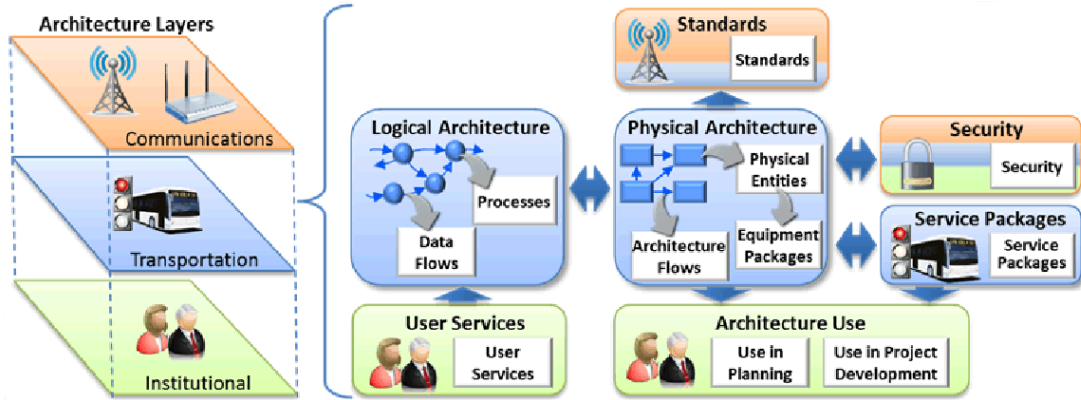 Architecture Layers
Communications
Transportation
Institutional
Standards
Standards
Logical Architecture
Processes
Data
Flows
Physical Architecture
Physical
Entities
Architecture
Flows
Equipment
Packages
Security
Security
Service Packages
Service
Packages
User Services
User
Services
Architecture Use
Use in
Planning
Use in Project
Development